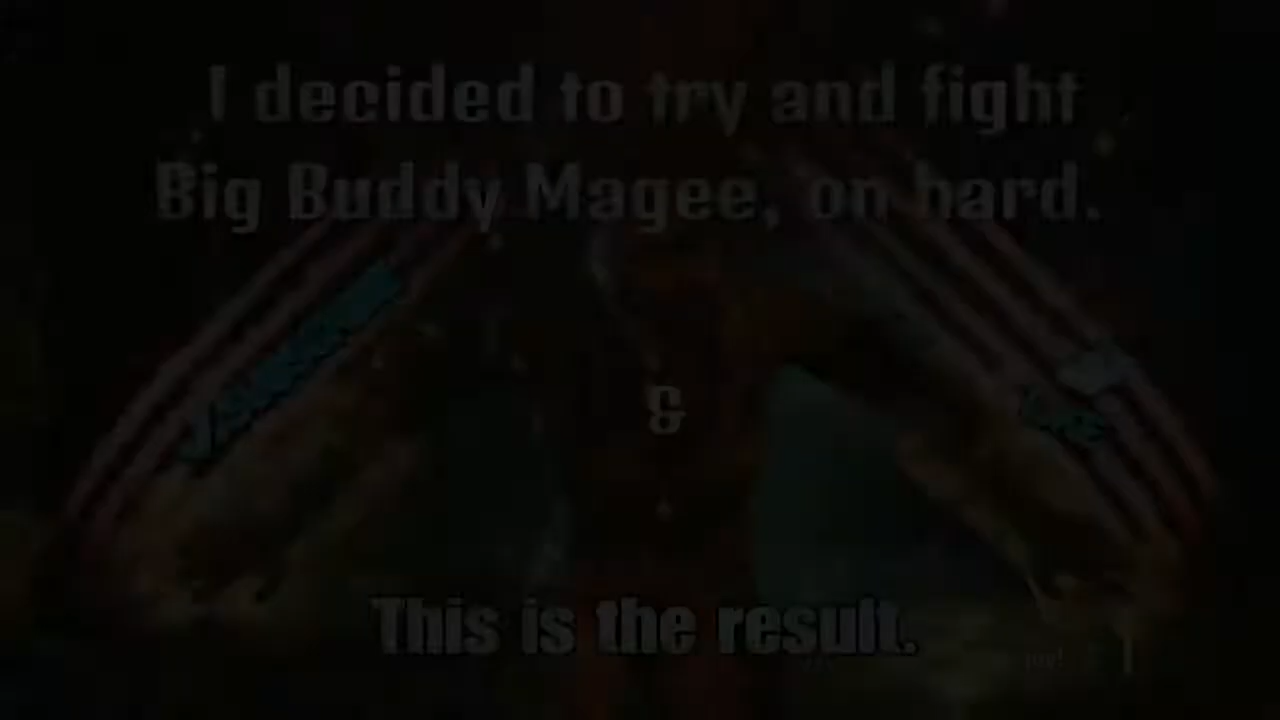 I decided to try and fight
Big Buddy Magee, on hard.
&
This is the result.